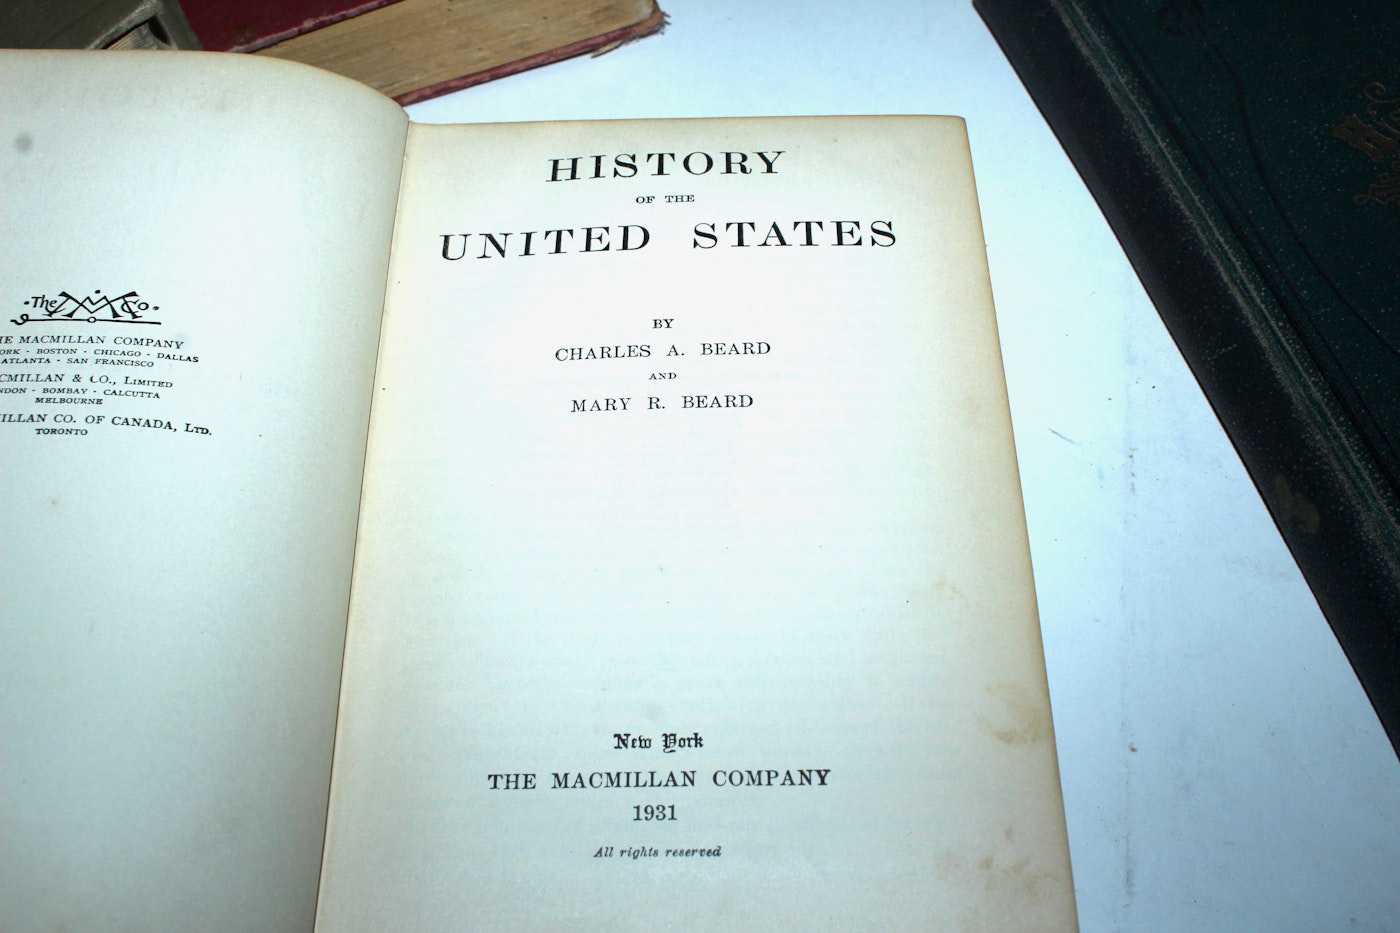 The MM Co.
MACMILLAN COMPANY
BOSTON · CHICAGO · DALLAS
ATLANTA · SAN FRANCISCO
& CO., LIMITED
BOMBAY · CALCUTTA
MELBOURNE
CO. OF CANADA, LTD.
TORONTO
HISTORY
OF THE
UNITED STATES
BY
CHARLES A. BEARD
AND
MARY R. BEARD
New York
THE MACMILLAN COMPANY
1931
All rights reserved